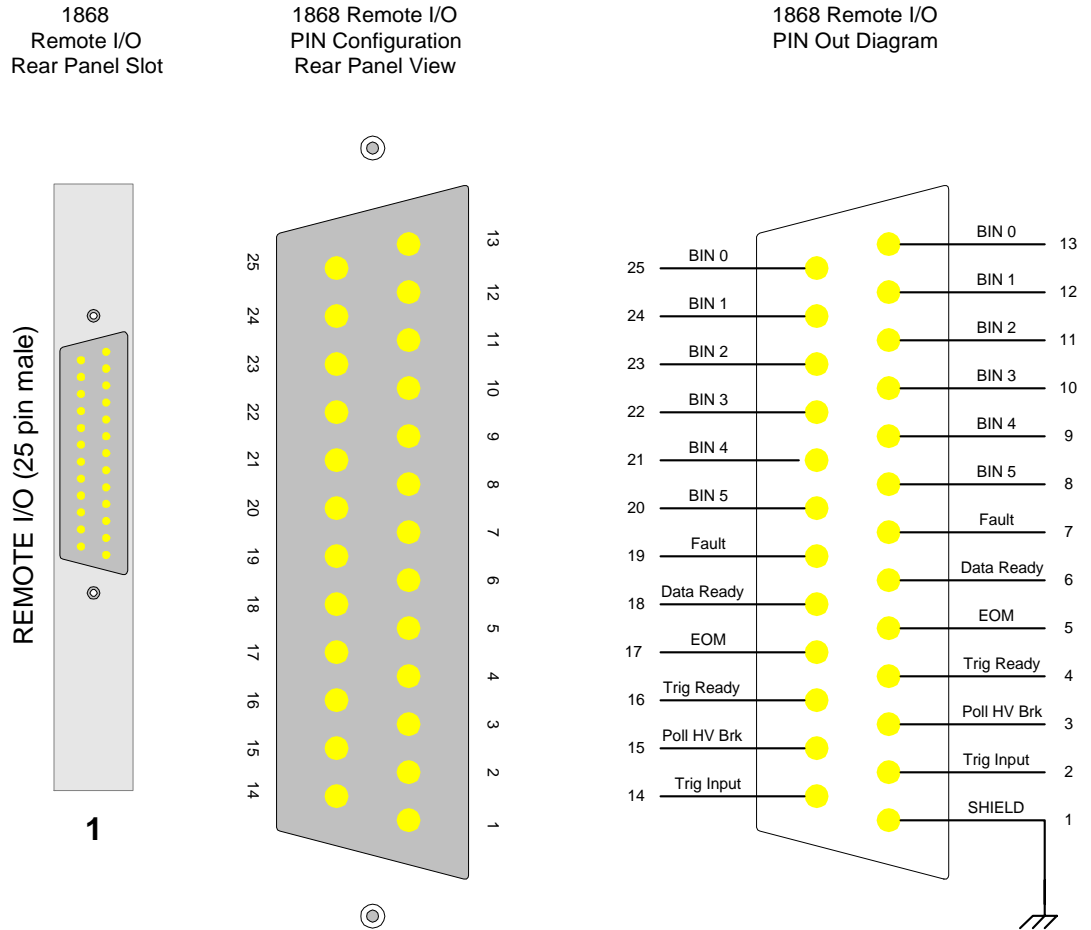 1868
Remote I/O
Rear Panel Slot
1868 Remote I/O
PIN Configuration
Rear Panel View
1868 Remote I/O
PIN Out Diagram
REMOTE I/O (25 pin male)
1
25
24
23
22
21
20
19
18
17
16
15
14
13
12
11
10
9
8
7
6
5
4
3
2
1
25 BIN 0
24 BIN 1
23 BIN 2
22 BIN 3
21 BIN 4
20 BIN 5
19 Fault
18 Data Ready
17 EOM
16 Trig Ready
15 Poll HV Brk
14 Trig Input
BIN 0 13
BIN 1 12
BIN 2 11
BIN 3 10
BIN 4 9
BIN 5 8
Fault 7
Data Ready 6
EOM 5
Trig Ready 4
Poll HV Brk 3
Trig Input 2
SHIELD 1